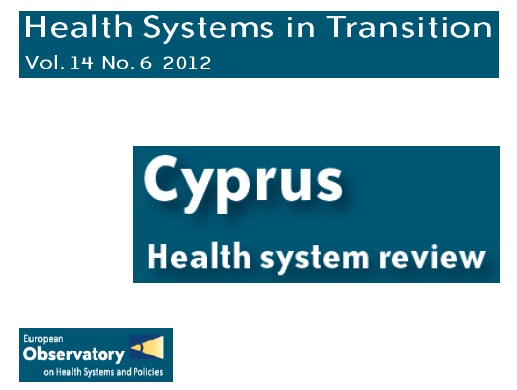 Health Systems in Transition
Vol. 14 No. 6 2012
Cyprus
Health system review
European
Observatory
on Health Systems and Policies